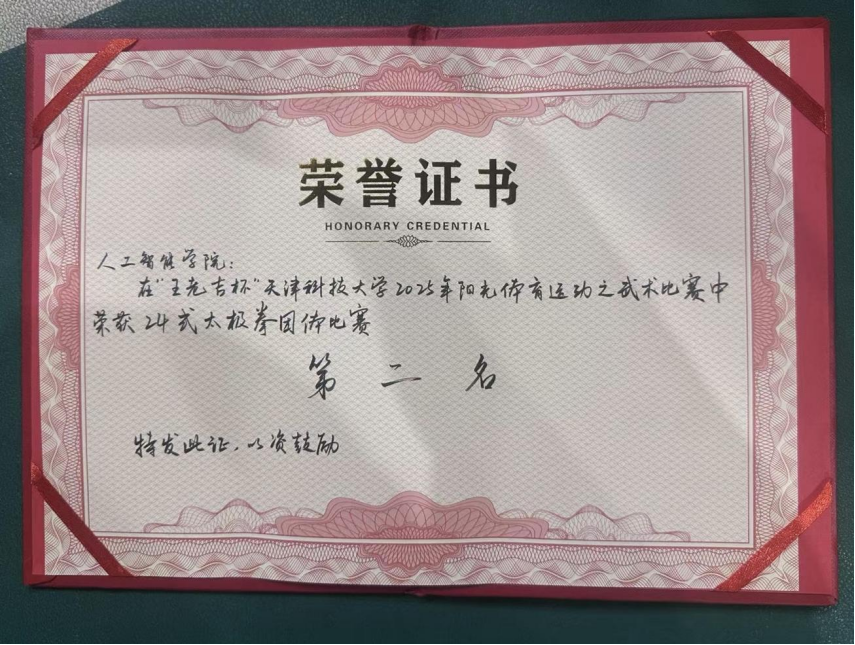 荣誉证书
HONORARY CREDENTIAL
人工智能学院：
在"王老吉杯"天津科技大学2025年阳光体育运动之武术比赛中
荣获24式太极拳团体比赛
第二名
特发此证，以资鼓励